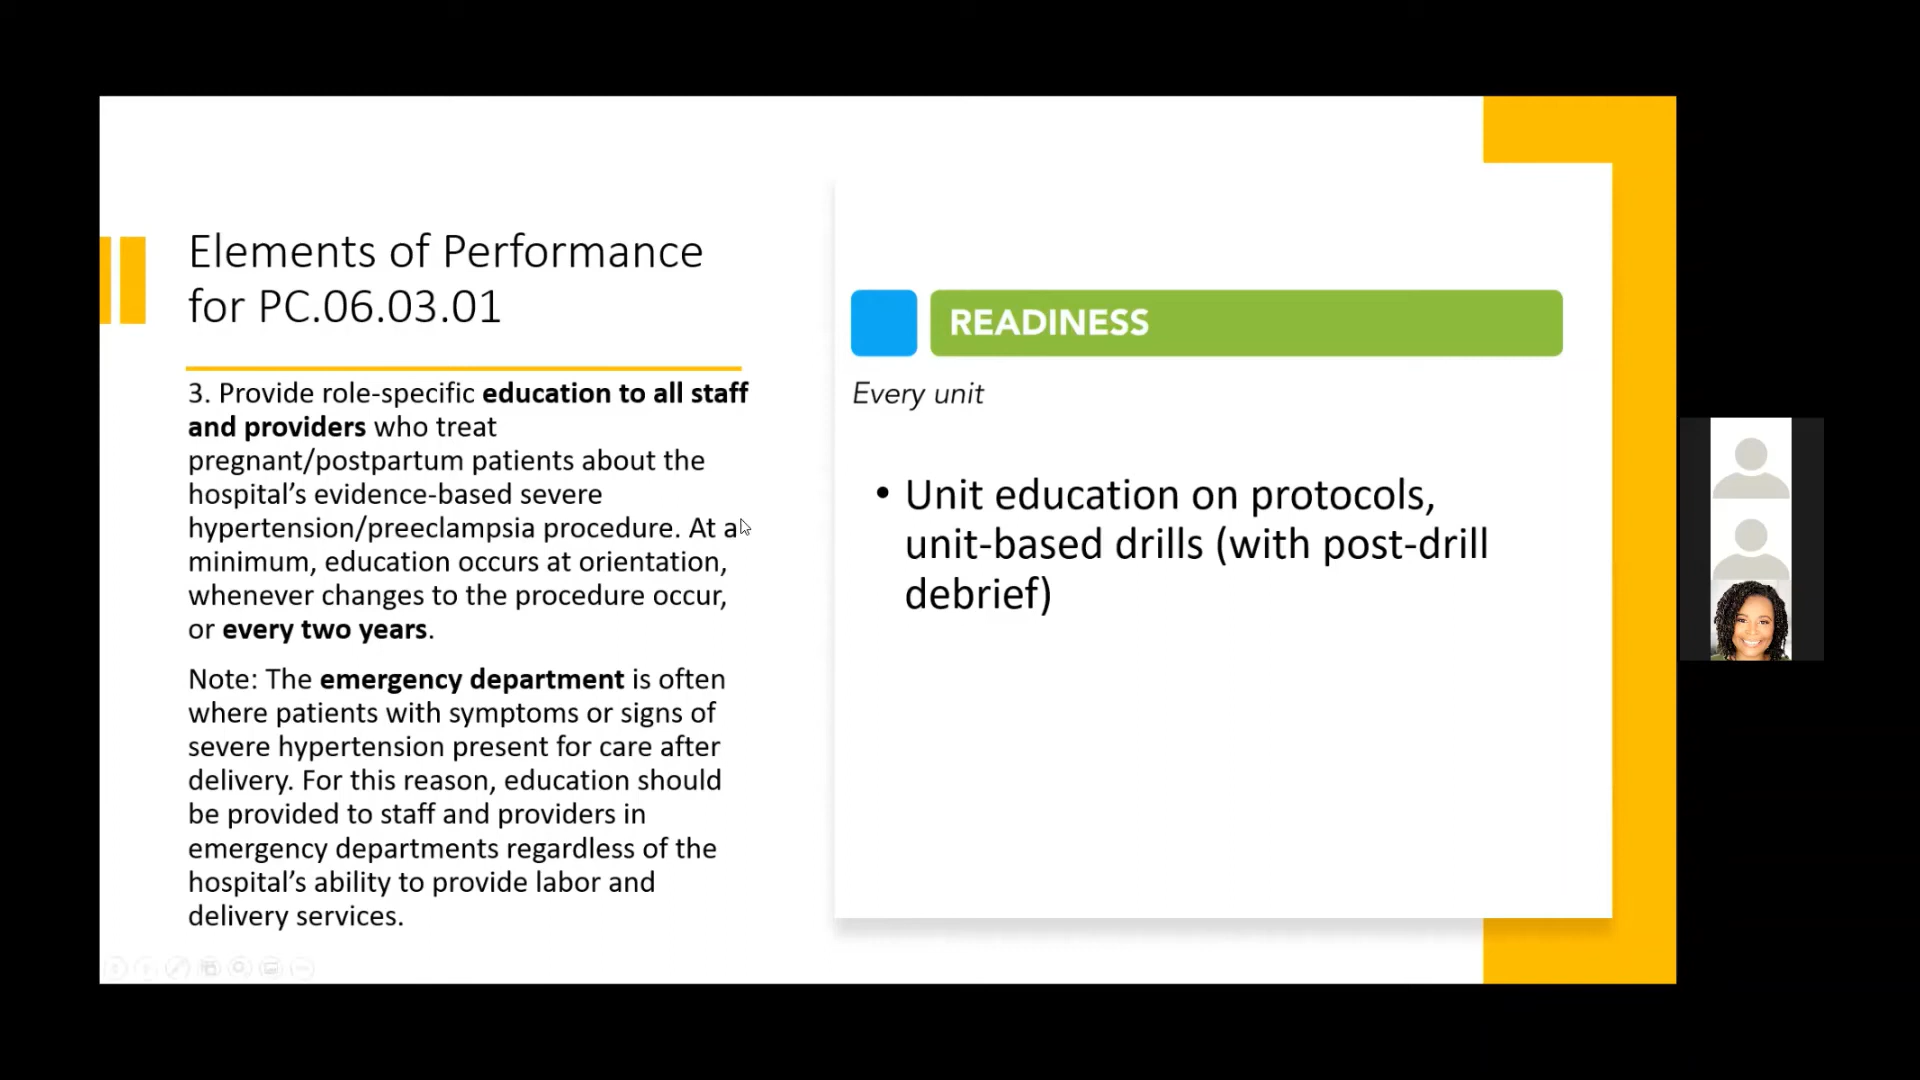 Elements of Performance
for PC.06.03.01
3. Provide role-specific education to all staff
and providers who treat
pregnant/postpartum patients about the
hospital’s evidence-based severe
hypertension/preeclampsia procedure. At a
minimum, education occurs at orientation,
whenever changes to the procedure occur,
or every two years.
Note: The emergency department is often
where patients with symptoms or signs of
severe hypertension present for care after
delivery. For this reason, education should
be provided to staff and providers in
emergency departments regardless of the
hospital’s ability to provide labor and
delivery services.
READINESS
Every unit
• Unit education on protocols,
unit-based drills (with post-drill
debrief)